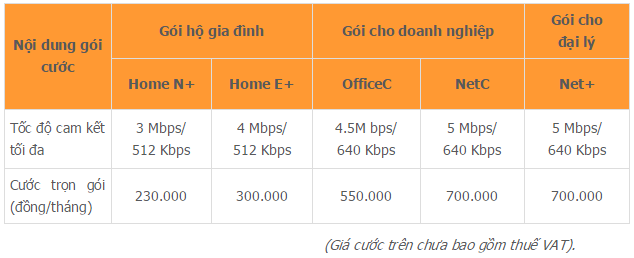 Nội dung gói
cước
Gói hộ gia đình
Gói cho doanh nghiệp
Gói cho
đại lý
Home N+
Home E+
OfficeC
NetC
Net+
Tốc độ cam kết
tối đa
3 Mbps/
512 Kbps
4 Mbps/
512 Kbps
4.5M bps/
640 Kbps
5 Mbps/
640 Kbps
5 Mbps/
640 Kbps
Cước trọn gói
(đồng/tháng)
230.000
300.000
550.000
700.000
700.000
(Giá cước trên chưa bao gồm thuế VAT).